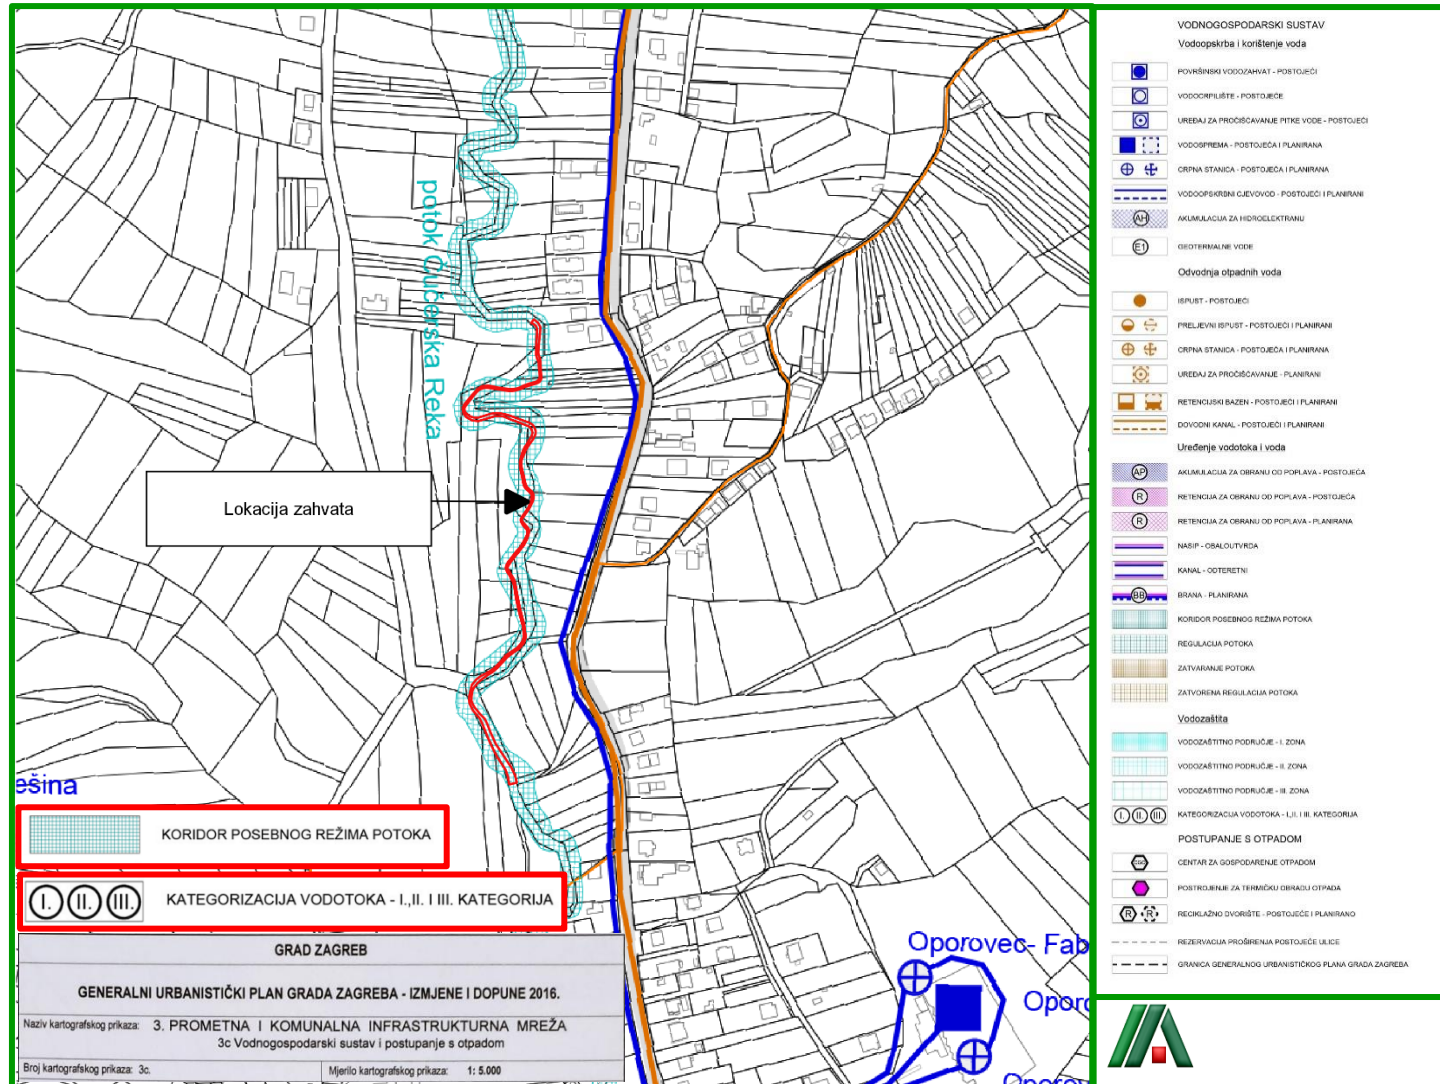 potok Čučerska Reka
Lokacija zahvata
ešina
KORIDOR POSEBNOG REŽIMA POTOKA
I. II. III. KATEGORIZACIJA VODOTOKA - I.,II. I III. KATEGORIJA
GRAD ZAGREB
GENERALNI URBANISTIČKI PLAN GRADA ZAGREBA - IZMJENE I DOPUNE 2016.
Naziv kartografskog prikaza: 3. PROMETNA I KOMUNALNA INFRASTRUKTURNA MREŽA
3c Vodnogospodarski sustav i postupanje s otpadom
Broj kartografskog prikaza: 3c. Mjerilo kartografskog prikaza: 1: 5.000
Oporovec- Fab
Oporo
Oporov
VODNOGOSPODARSKI SUSTAV
Vodoopskrba i korištenje voda
POVRŠINSKI VODOZAHVAT - POSTOJEĆI
VODOCRPILIŠTE - POSTOJEĆE
UREĐAJ ZA PROČIŠĆAVANJE PITKE VODE - POSTOJEĆI
VODOSPREMA - POSTOJEĆA I PLANIRANA
CRPNA STANICA - POSTOJEĆA I PLANIRANA
VODOOPSKRBNI CJEVOVOD - POSTOJEĆI I PLANIRANI
AH AKUMULACIJA ZA HIDROELEKTRANU
E1 GEOTERMALNE VODE
Odvodnja otpadnih voda
ISPUST - POSTOJEĆI
PRELJEVNI ISPUST - POSTOJEĆI I PLANIRANI
CRPNA STANICA - POSTOJEĆA I PLANIRANA
UREĐAJ ZA PROČIŠĆAVANJE - PLANIRANI
RETENCIJSKI BAZEN - POSTOJEĆI I PLANIRANI
DOVODNI KANAL - POSTOJEĆI I PLANIRANI
Uređenje vodotoka i voda
AP AKUMULACIJA ZA OBRANU OD POPLAVA - POSTOJEĆA
R RETENCIJA ZA OBRANU OD POPLAVA - POSTOJEĆA
R RETENCIJA ZA OBRANU OD POPLAVA - PLANIRANA
NASIP - OBALOUTVRDA
KANAL - ODTERETNI
BB BRANA - PLANIRANA
KORIDOR POSEBNOG REŽIMA POTOKA
REGULACIJA POTOKA
ZATVARANJE POTOKA
ZATVORENA REGULACIJA POTOKA
Vodozaštita
VODOZAŠTITNO PODRUČJE - I. ZONA
VODOZAŠTITNO PODRUČJE - II. ZONA
VODOZAŠTITNO PODRUČJE - III. ZONA
I. II. III. KATEGORIZACIJA VODOTOKA - I.,II. I III. KATEGORIJA
POSTUPANJE S OTPADOM
CENTAR ZA GOSPODARENJE OTPADOM
POSTROJENJE ZA TERMIČKU OBRADU OTPADA
R R RECIKLAŽNO DVORIŠTE - POSTOJEĆE I PLANIRANO
REZERVACIJA PROŠIRENJA POSTOJEĆE ULICE
GRANICA GENERALNOG URBANISTIČKOG PLANA GRADA ZAGREBA